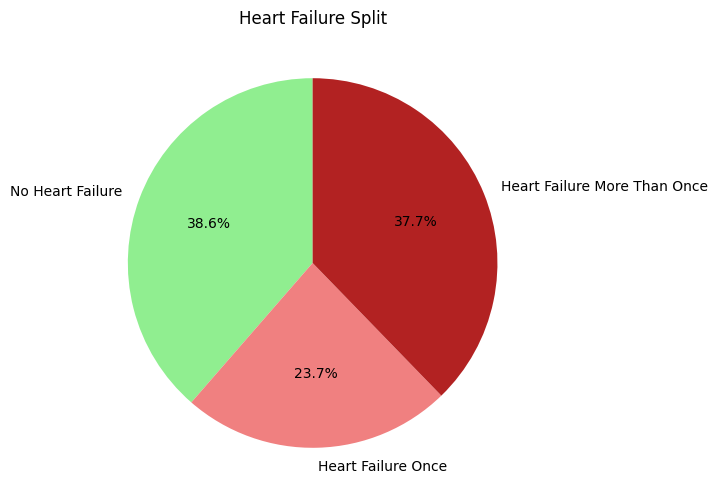 Heart Failure Split
No Heart Failure
38.6%
Heart Failure More Than Once
37.7%
23.7%
Heart Failure Once